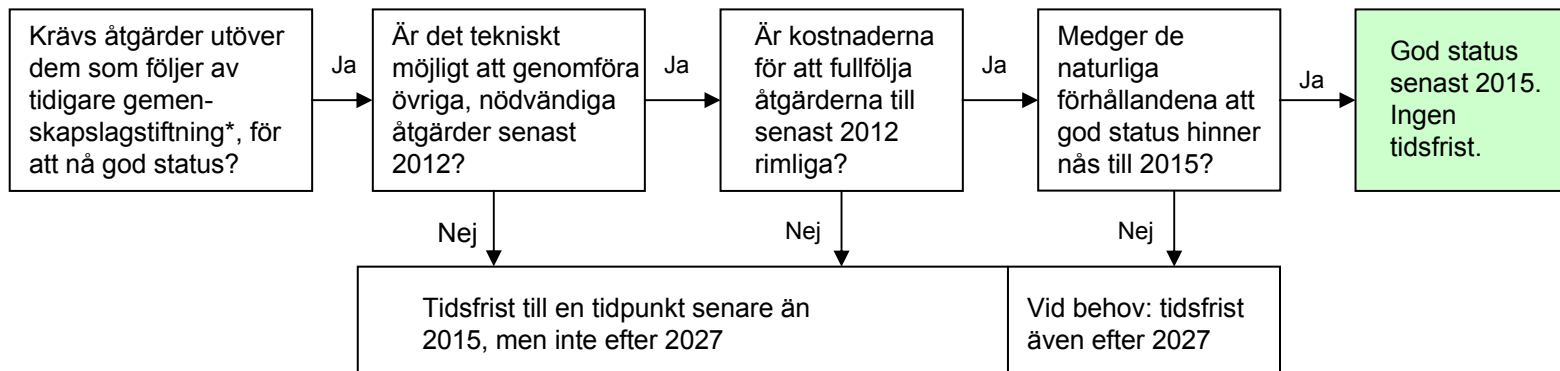 Krävs åtgärder utöver
dem som följer av
tidigare gemen-
skapslagstiftning*, för
att nå god status?
Ja
Är det tekniskt
möjligt att genomföra
övriga, nödvändiga
åtgärder senast
2012?
Ja
Är kostnaderna
för att fullfölja
åtgärderna till
senast 2012
rimliga?
Ja
Medger de
naturliga
förhållandena att
god status hinner
nås till 2015?
Ja
God status
senast 2015.
Ingen
tidsfrist.
Nej
Nej
Nej
Tidsfrist till en tidpunkt senare än
2015, men inte efter 2027
Vid behov: tidsfrist
även efter 2027